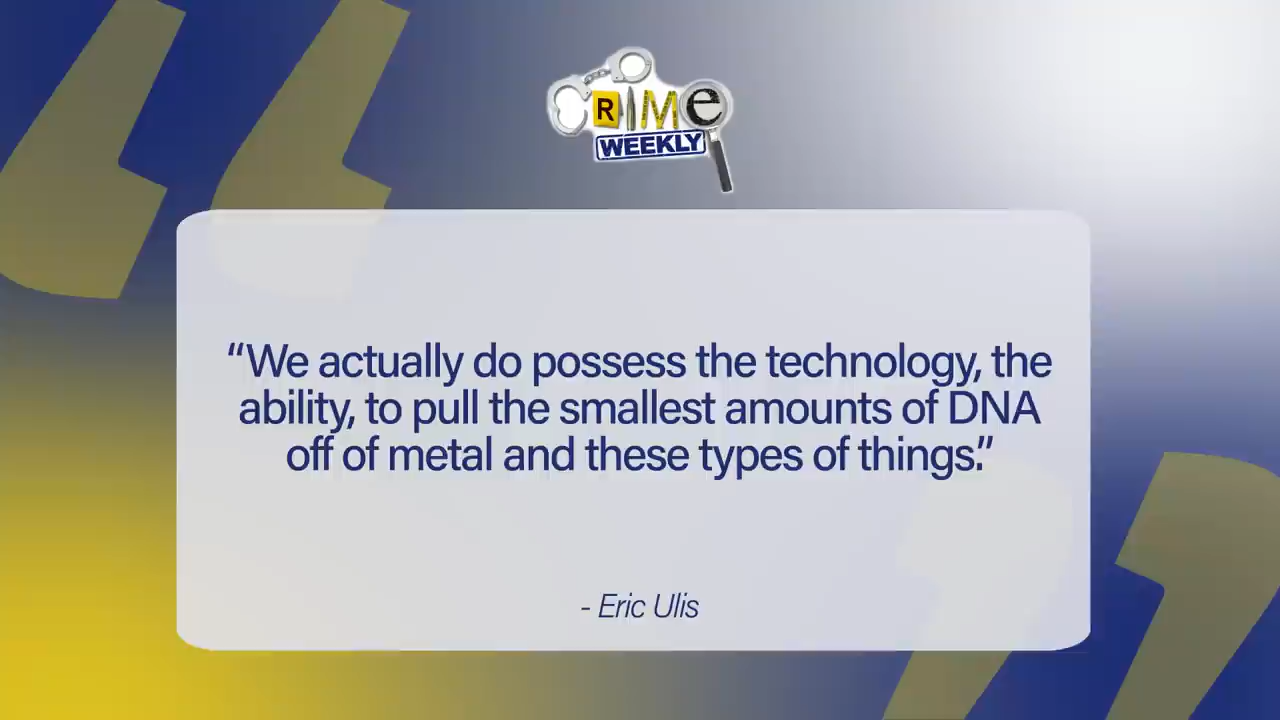 CRIMe
WEEKLY
“We actually do possess the technology, the
ability, to pull the smallest amounts of DNA
off of metal and these types of things.”
- Eric Ulis